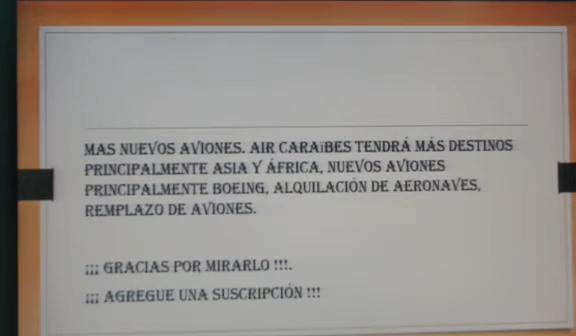 MAS NUEVOS AVIONES. AIR CARAïBES TENDRÁ MÁS DESTINOS
PRINCIPALMENTE ASIA Y ÁFRICA, NUEVOS AVIONES
PRINCIPALMENTE BOEING, ALQUILACIÓN DE AERONAVES,
REMPLAZO DE AVIONES.
¡¡¡ GRACIAS POR MIRARLO !!!.
¡¡¡ AGREGUE UNA SUSCRIPCIÓN !!!